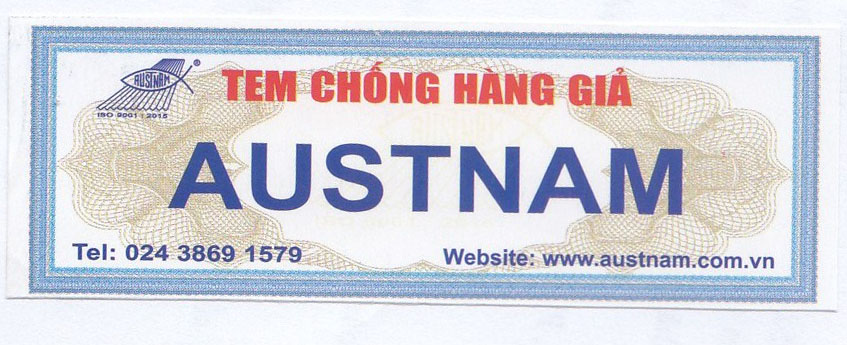 AUSTNAM ®
ISO 9001 : 2015
TEM CHỐNG HÀNG GIẢ
AUSTNAM
Tel: 024 3869 1579
Website: www.austnam.com.vn